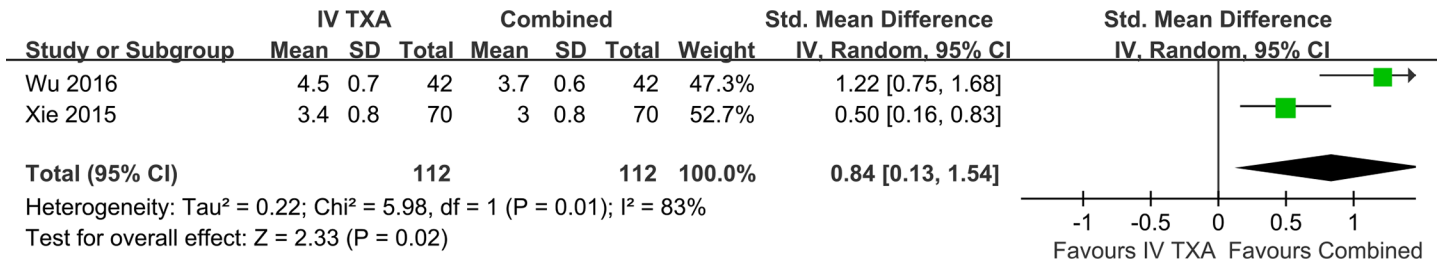 IV TXA Combined Std. Mean Difference Std. Mean Difference
Study or Subgroup Mean SD Total Mean SD Total Weight IV, Random, 95% CI IV, Random, 95% CI
Wu 2016 4.5 0.7 42 3.7 0.6 42 47.3% 1.22 [0.75, 1.68]
Xie 2015 3.4 0.8 70 3 0.8 70 52.7% 0.50 [0.16, 0.83]
Total (95% CI) 112 112 100.0% 0.84 [0.13, 1.54]
Heterogeneity: Tau² = 0.22; Chi² = 5.98, df = 1 (P = 0.01); I² = 83%
Test for overall effect: Z = 2.33 (P = 0.02)
-1 -0.5 0 0.5 1
Favours IV TXA Favours Combined